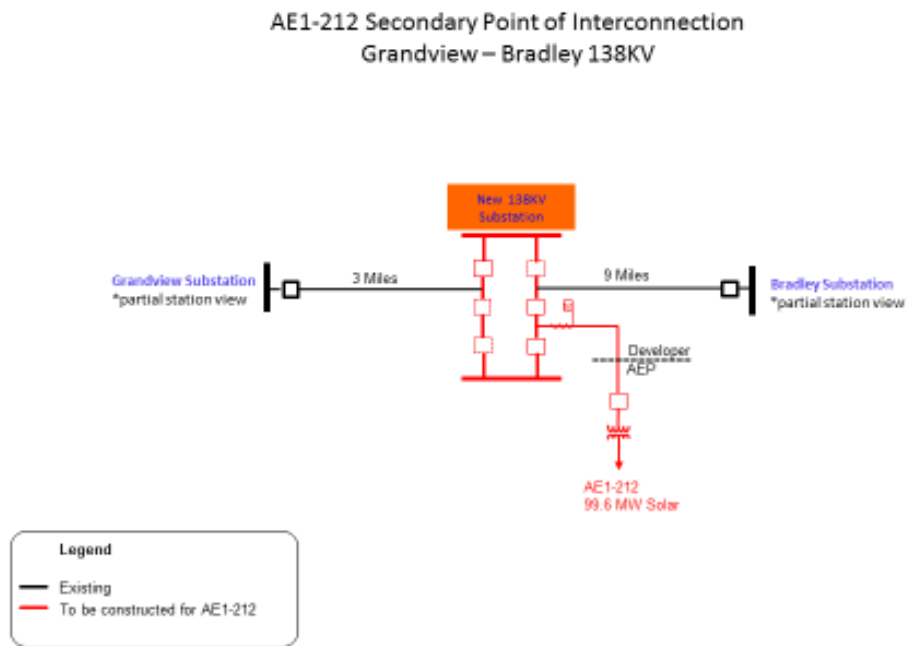 AE1-212 Secondary Point of Interconnection
Grandview – Bradley 138KV
New 138KV
Substation
Grandview Substation
*partial station view
3 Miles
9 Miles
Bradley Substation
*partial station view
Developer
AEP
AE1-212
99.6 MW Solar
Legend
Existing
To be constructed for AE1-212